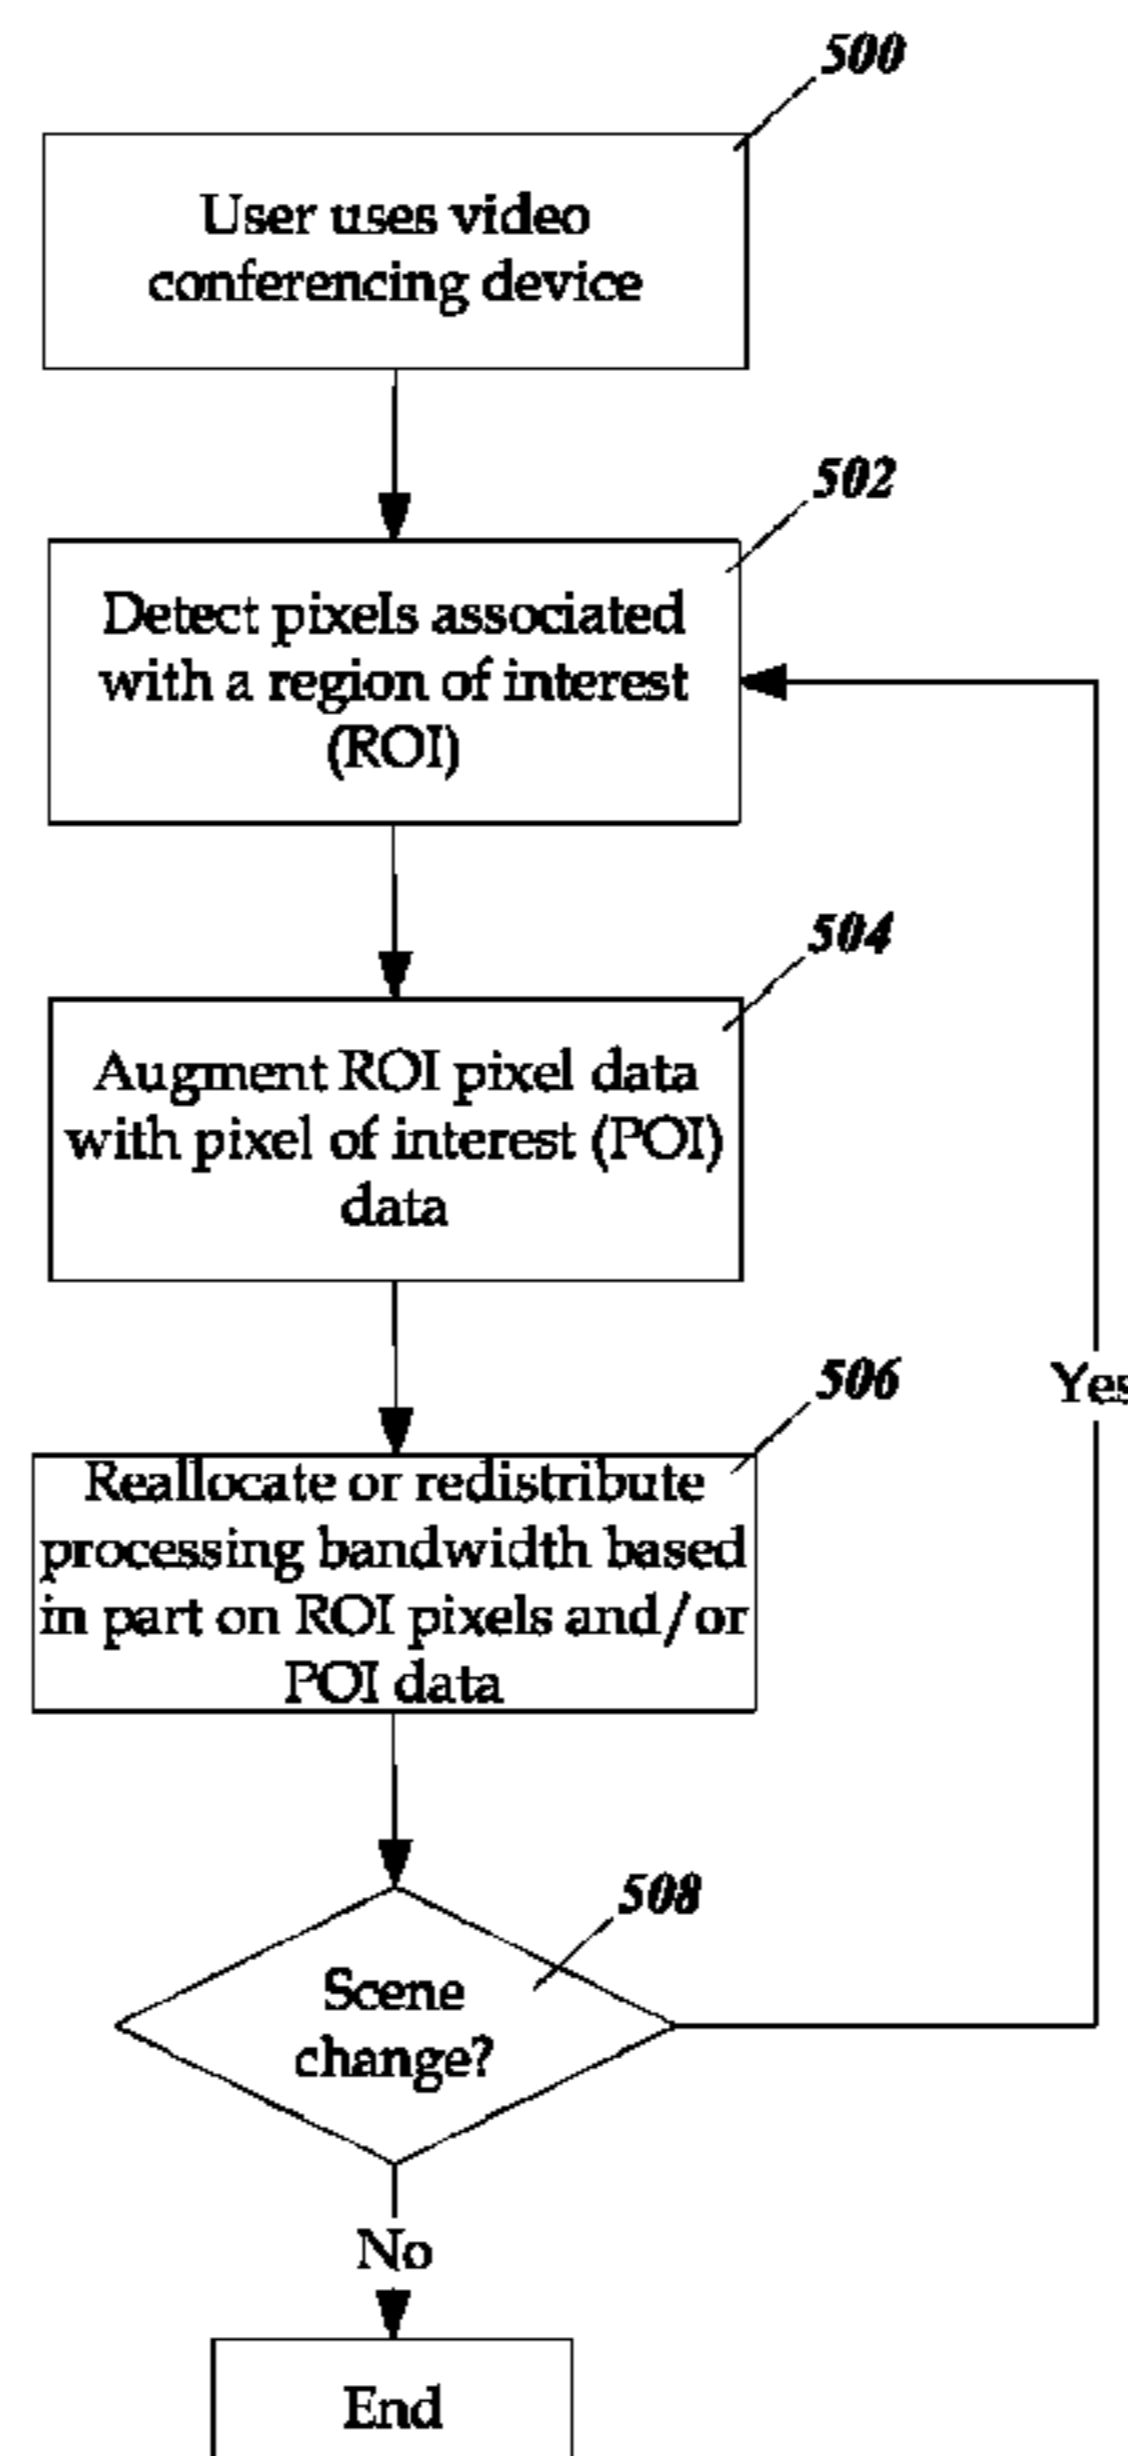 500
User uses video
conferencing device
502
Detect pixels associated
with a region of interest
(ROI)
504
Augment ROI pixel data
with pixel of interest (POI)
data
506
Reallocate or redistribute
processing bandwidth based
in part on ROI pixels and/or
POI data
Yes
508
Scene
change?
No
End